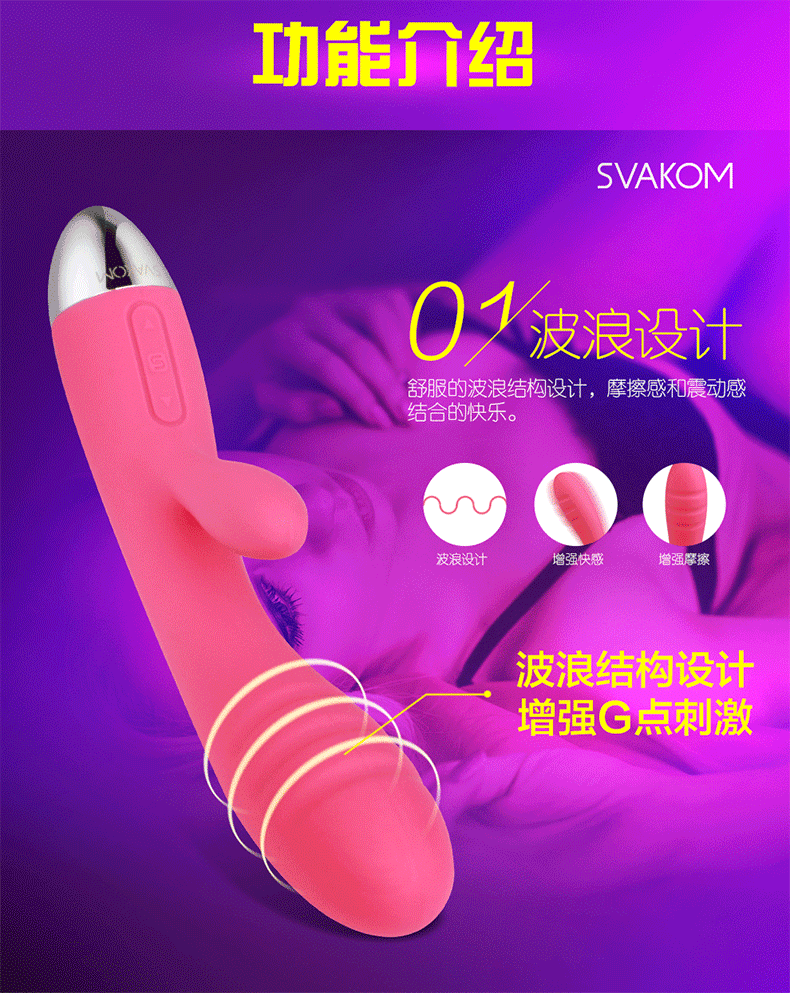 功能介绍
SVAKOM
SVAKOM
01/波浪设计
舒服的波浪结构设计，摩擦感和震动感
结合的快乐。
S
波浪设计
增强快感
增强摩擦
波浪结构设计
增强G点刺激